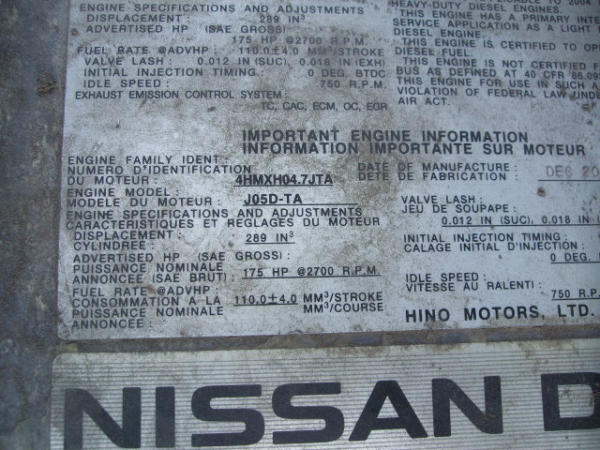 ENGINE SPECIFICATIONS AND ADJUSTMENTS
DISPLACEMENT : 289 IN³
ADVERTISED HP (SAE GROSS) :
175 HP @2700 R.P.M.
FUEL RATE @ADVHP : 110.0±4.0 MM³/STROKE
VALVE LASH : 0.012 IN (SUC), 0.018 IN (EXH)
INITIAL INJECTION TIMING : 0 DEG. BTDC
IDLE SPEED : 750 R.P.M.
EXHAUST EMISSION CONTROL SYSTEM :
TC, CAC, ECM, OC, EGR
HEAVY-DUTY DIESEL ENGINES.
THIS ENGINE HAS A PRIMARY
SERVICE APPLICATION AS A LIGHT
DIESEL ENGINE.
THIS ENGINE IS CERTIFIED TO
DIESEL FUEL.
THIS ENGINE IS NOT CERTIFIED
BUS AS DEFINED AT 40 CFR
THIS ENGINE FOR USE IN SUCH A
VIOLATION OF FEDERAL LAW
AIR ACT.
IMPORTANT ENGINE INFORMATION
INFORMATION IMPORTANTE SUR MOTEUR
ENGINE FAMILY IDENT :
NUMERO D'IDENTIFICATION
DU MOTEUR : 4HMXH04.7JTA
ENGINE MODEL :
MODELE DU MOTEUR : J05D-TA
ENGINE SPECIFICATIONS AND ADJUSTMENTS
CARACTERISTIQUES ET REGLAGES DU MOTEUR
DISPLACEMENT :
CYLINDREE : 289 IN³
ADVERTISED HP (SAE GROSS) :
PUISSANCE NOMINALE
ANNONCEE (SAE BRUT) : 175 HP @2700 R.P.M.
FUEL RATE @ADVHP :
CONSOMMATION A LA 110.0±4.0 MM³/STROKE
PUISSANCE NOMINALE MM³/COURSE
ANNONCEE :
DATE OF MANUFACTURE :
DETE DE FABRICATION : DEC 20
VALVE LASH :
JEU DE SOUPAPE :
0.012 IN (SUC), 0.018 IN
INITIAL INJECTION TIMING :
CALAGE INITIAL D'INJECTION :
0 DEG.
IDLE SPEED :
VITESSE AU RALENTI :
750 R.P.
HINO MOTORS, LTD.
NISSAN D